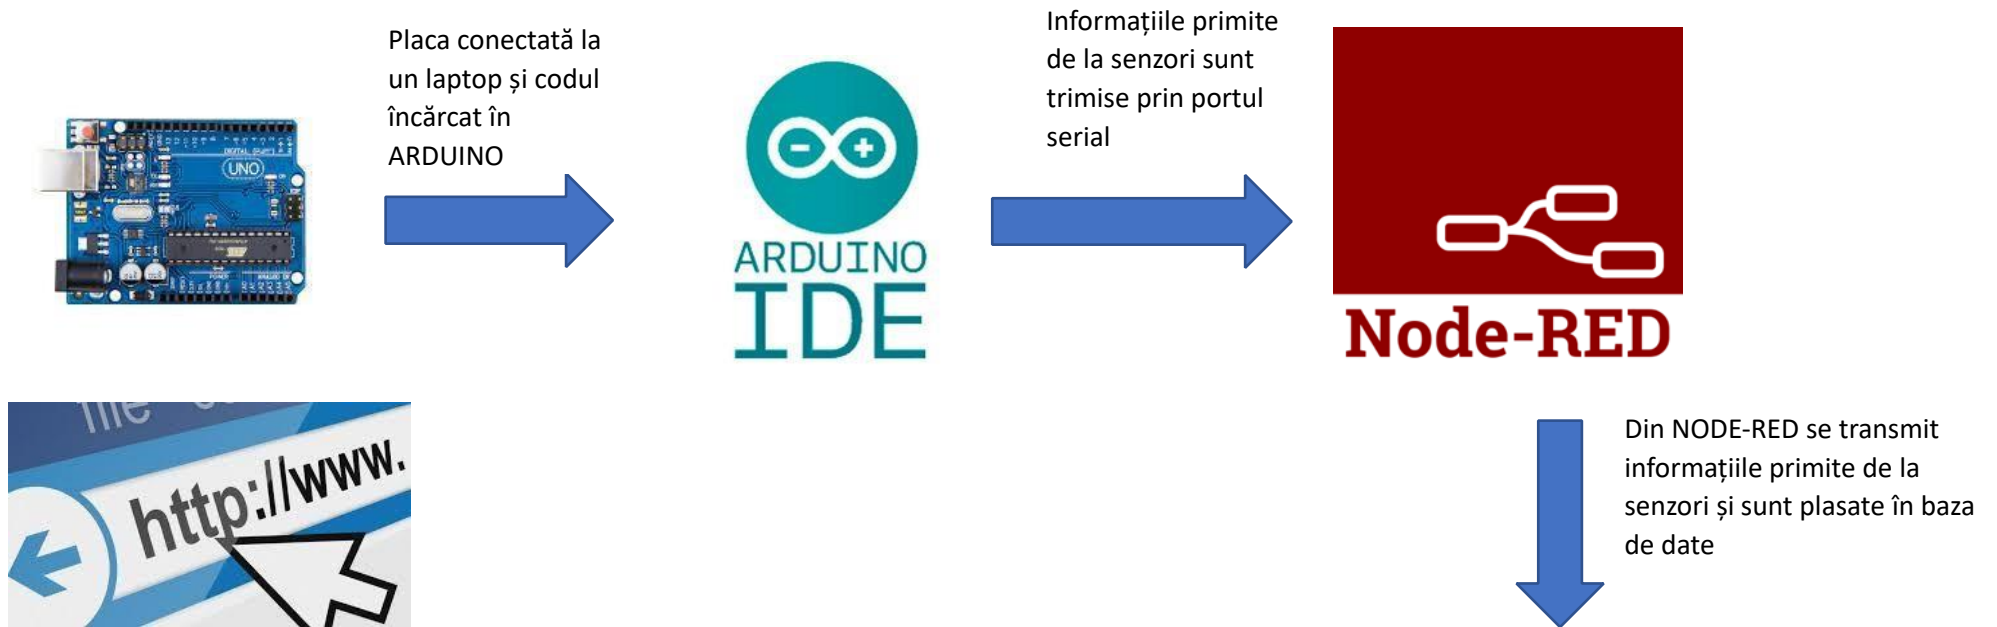 Placa conectată la
un laptop și codul
încărcat în
ARDUINO
Informațiile primite
de la senzori sunt
trimise prin portul
serial
UNO
ARDUINO
IDE
Node-RED
http://www.
Din NODE-RED se transmit
informațiile primite de la
senzori și sunt plasate în baza
de date